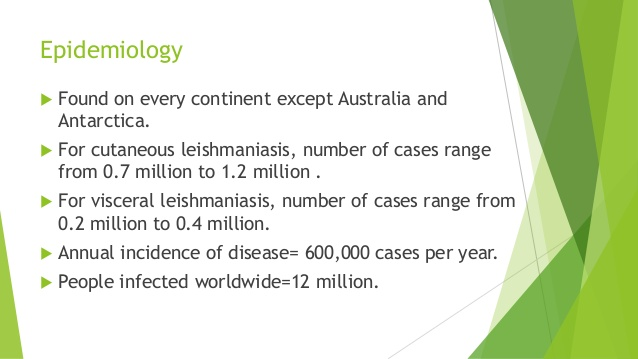 Epidemiology
Found on every continent except Australia and
Antarctica.
For cutaneous leishmaniasis, number of cases range
from 0.7 million to 1.2 million .
For visceral leishmaniasis, number of cases range from
0.2 million to 0.4 million.
Annual incidence of disease= 600,000 cases per year.
People infected worldwide=12 million.